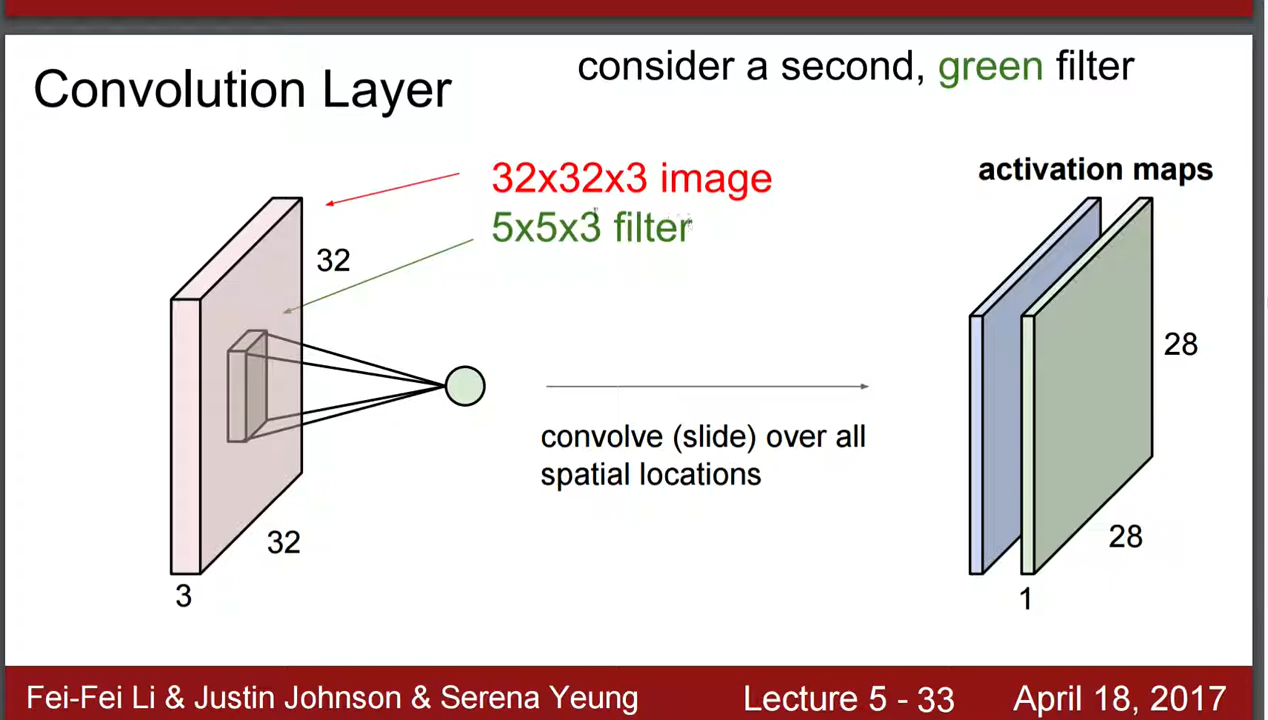 Convolution Layer
consider a second, green filter
32x32x3 image
5x5x3 filter
32
32
3
convolve (slide) over all
spatial locations
activation maps
28
28
1
Fei-Fei Li & Justin Johnson & Serena Yeung
Lecture 5 - 33
April 18, 2017